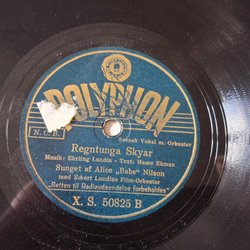 POLYPHON
Svensk Vokal m. Orkester
N.C.B.
Regntunga Skyar
Musik: Ehrling Lundin - Text: Hasse Ekman
Sunget af Alice „Babs" Nilson
med Eckert Lundins Film-Orkester
„Retten til Radioudsendelse forbeholdes"
X. S. 50825 B